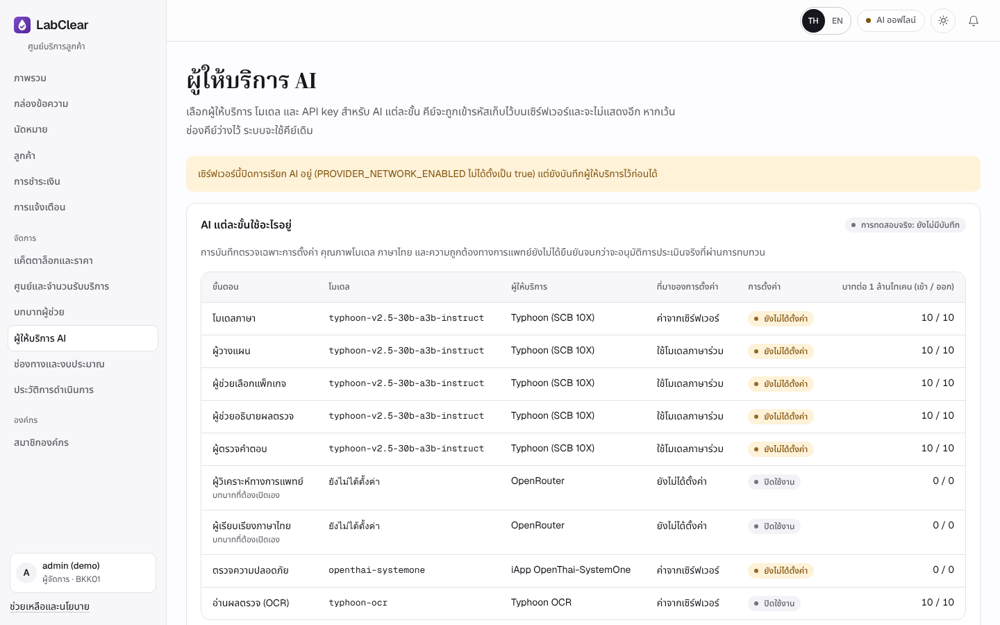 LabClear
ศูนย์บริการลูกค้า
ภาพรวม
กล่องข้อความ
นัดหมาย
ลูกค้า
การชำระเงิน
การแจ้งเตือน
จัดการ
แค็ตตาล็อกและราคา
ศูนย์และจำนวนรับบริการ
บทบาทผู้ช่วย
ผู้ให้บริการ AI
ช่องทางและงบประมาณ
ประวัติการดำเนินการ
องค์กร
สมาชิกองค์กร
A
admin (demo)
ผู้จัดการ · BKK01
ช่วยเหลือและนโยบาย
TH EN AI ออฟไลน์
ผู้ให้บริการ AI
เลือกผู้ให้บริการ โมเดล และ API key สำหรับ AI แต่ละขั้น คีย์จะถูกเข้ารหัสเก็บไว้บนเซิร์ฟเวอร์และจะไม่แสดงอีก หากเว้น
ช่องคีย์ว่างไว้ ระบบจะใช้คีย์เดิม
เซิร์ฟเวอร์นี้ปิดการเรียก AI อยู่ (PROVIDER_NETWORK_ENABLED ไม่ได้ตั้งเป็น true) แต่ยังบันทึกผู้ให้บริการไว้ก่อนได้
AI แต่ละขั้นใช้อะไรอยู่
การทดสอบจริง: ยังไม่มีบันทึก
การบันทึกตรวจเฉพาะการตั้งค่า คุณภาพโมเดล ภาษาไทย และความถูกต้องทางการแพทย์ยังไม่ได้ยืนยันจนกว่าจะอนุมัติการประเมินจริงที่ผ่านการทบทวน
ขั้นตอน โมเดล ผู้ให้บริการ ที่มาของการตั้งค่า การตั้งค่า บาทต่อ 1 ล้านโทเคน (เข้า / ออก)
โมเดลภาษา typhoon-v2.5-30b-a3b-instruct Typhoon (SCB 10X) ค่าจากเซิร์ฟเวอร์ ยังไม่ได้ตั้งค่า 10 / 10
ผู้วางแผน typhoon-v2.5-30b-a3b-instruct Typhoon (SCB 10X) ใช้โมเดลภาษาร่วม ยังไม่ได้ตั้งค่า 10 / 10
ผู้ช่วยเลือกแพ็กเกจ typhoon-v2.5-30b-a3b-instruct Typhoon (SCB 10X) ใช้โมเดลภาษาร่วม ยังไม่ได้ตั้งค่า 10 / 10
ผู้ช่วยอธิบายผลตรวจ typhoon-v2.5-30b-a3b-instruct Typhoon (SCB 10X) ใช้โมเดลภาษาร่วม ยังไม่ได้ตั้งค่า 10 / 10
ผู้ตรวจคำตอบ typhoon-v2.5-30b-a3b-instruct Typhoon (SCB 10X) ใช้โมเดลภาษาร่วม ยังไม่ได้ตั้งค่า 10 / 10
ผู้วิเคราะห์ทางการแพทย์ ยังไม่ได้ตั้งค่า OpenRouter ยังไม่ได้ตั้งค่า ปิดใช้งาน 0 / 0
บทบาทที่ต้องเปิดเอง
ผู้เรียบเรียงภาษาไทย ยังไม่ได้ตั้งค่า OpenRouter ยังไม่ได้ตั้งค่า ปิดใช้งาน 0 / 0
บทบาทที่ต้องเปิดเอง
ตรวจความปลอดภัย openthai-systemone iApp OpenThai-SystemOne ค่าจากเซิร์ฟเวอร์ ยังไม่ได้ตั้งค่า 0 / 0
อ่านผลตรวจ (OCR) typhoon-ocr Typhoon OCR ค่าจากเซิร์ฟเวอร์ ปิดใช้งาน 10 / 10